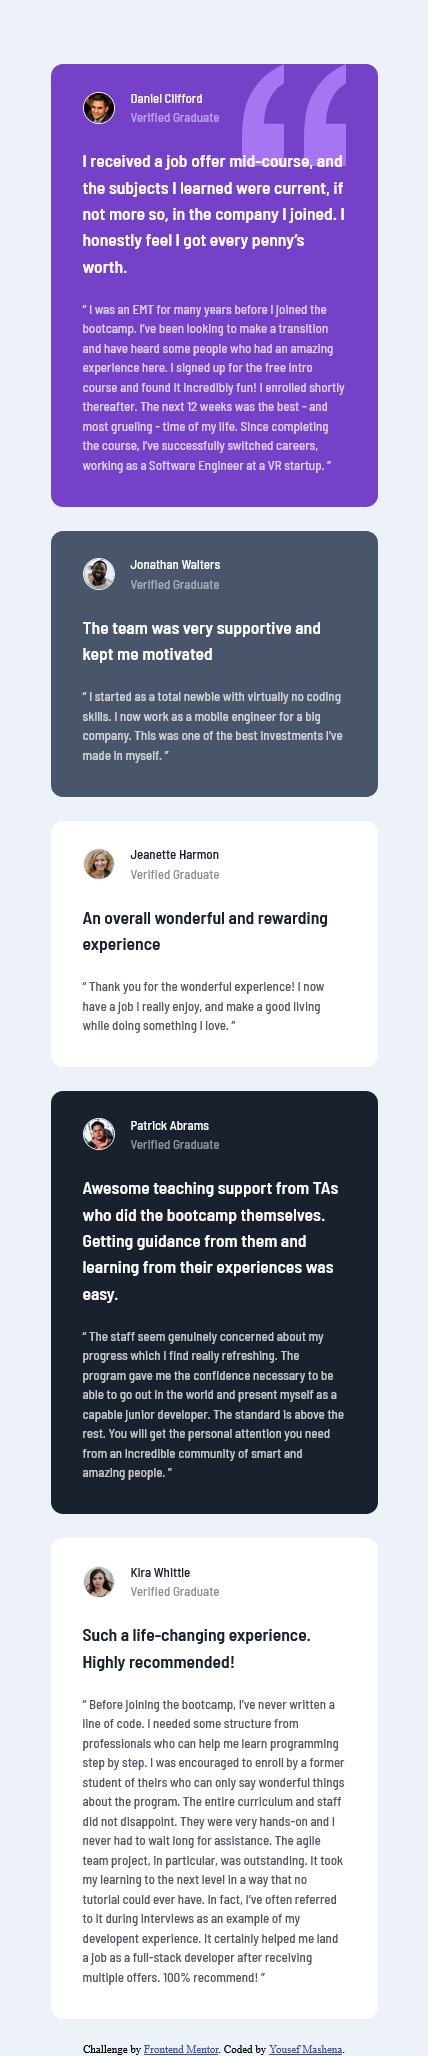 Daniel Clifford
Verified Graduate
I received a job offer mid-course, and
the subjects I learned were current, if
not more so, in the company I joined. I
honestly feel I got every penny’s
worth.
“ I was an EMT for many years before I joined the
bootcamp. I’ve been looking to make a transition
and have heard some people who had an amazing
experience here. I signed up for the free intro
course and found it incredibly fun! I enrolled shortly
thereafter. The next 12 weeks was the best - and
most grueling - time of my life. Since completing
the course, I’ve successfully switched careers,
working as a Software Engineer at a VR startup. ”
Jonathan Walters
Verified Graduate
The team was very supportive and
kept me motivated
“ I started as a total newbie with virtually no coding
skills. I now work as a mobile engineer for a big
company. This was one of the best investments I’ve
made in myself. ”
Jeanette Harmon
Verified Graduate
An overall wonderful and rewarding
experience
“ Thank you for the wonderful experience! I now
have a job I really enjoy, and make a good living
while doing something I love. ”
Patrick Abrams
Verified Graduate
Awesome teaching support from TAs
who did the bootcamp themselves.
Getting guidance from them and
learning from their experiences was
easy.
“ The staff seem genuinely concerned about my
progress which I find really refreshing. The
program gave me the confidence necessary to be
able to go out in the world and present myself as a
capable junior developer. The standard is above the
rest. You will get the personal attention you need
from an incredible community of smart and
amazing people. ”
Kira Whittle
Verified Graduate
Such a life-changing experience.
Highly recommended!
“ Before joining the bootcamp, I’ve never written a
line of code. I needed some structure from
professionals who can help me learn programming
step by step. I was encouraged to enroll by a former
student of theirs who can only say wonderful things
about the program. The entire curriculum and staff
did not disappoint. They were very hands-on and I
never had to wait long for assistance. The agile
team project, in particular, was outstanding. It took
my learning to the next level in a way that no
tutorial could ever have. In fact, I’ve often referred
to it during interviews as an example of my
developent experience. It certainly helped me land
a job as a full-stack developer after receiving
multiple offers. 100% recommend! ”
Challenge by Frontend Mentor. Coded by Yousef Mashena.